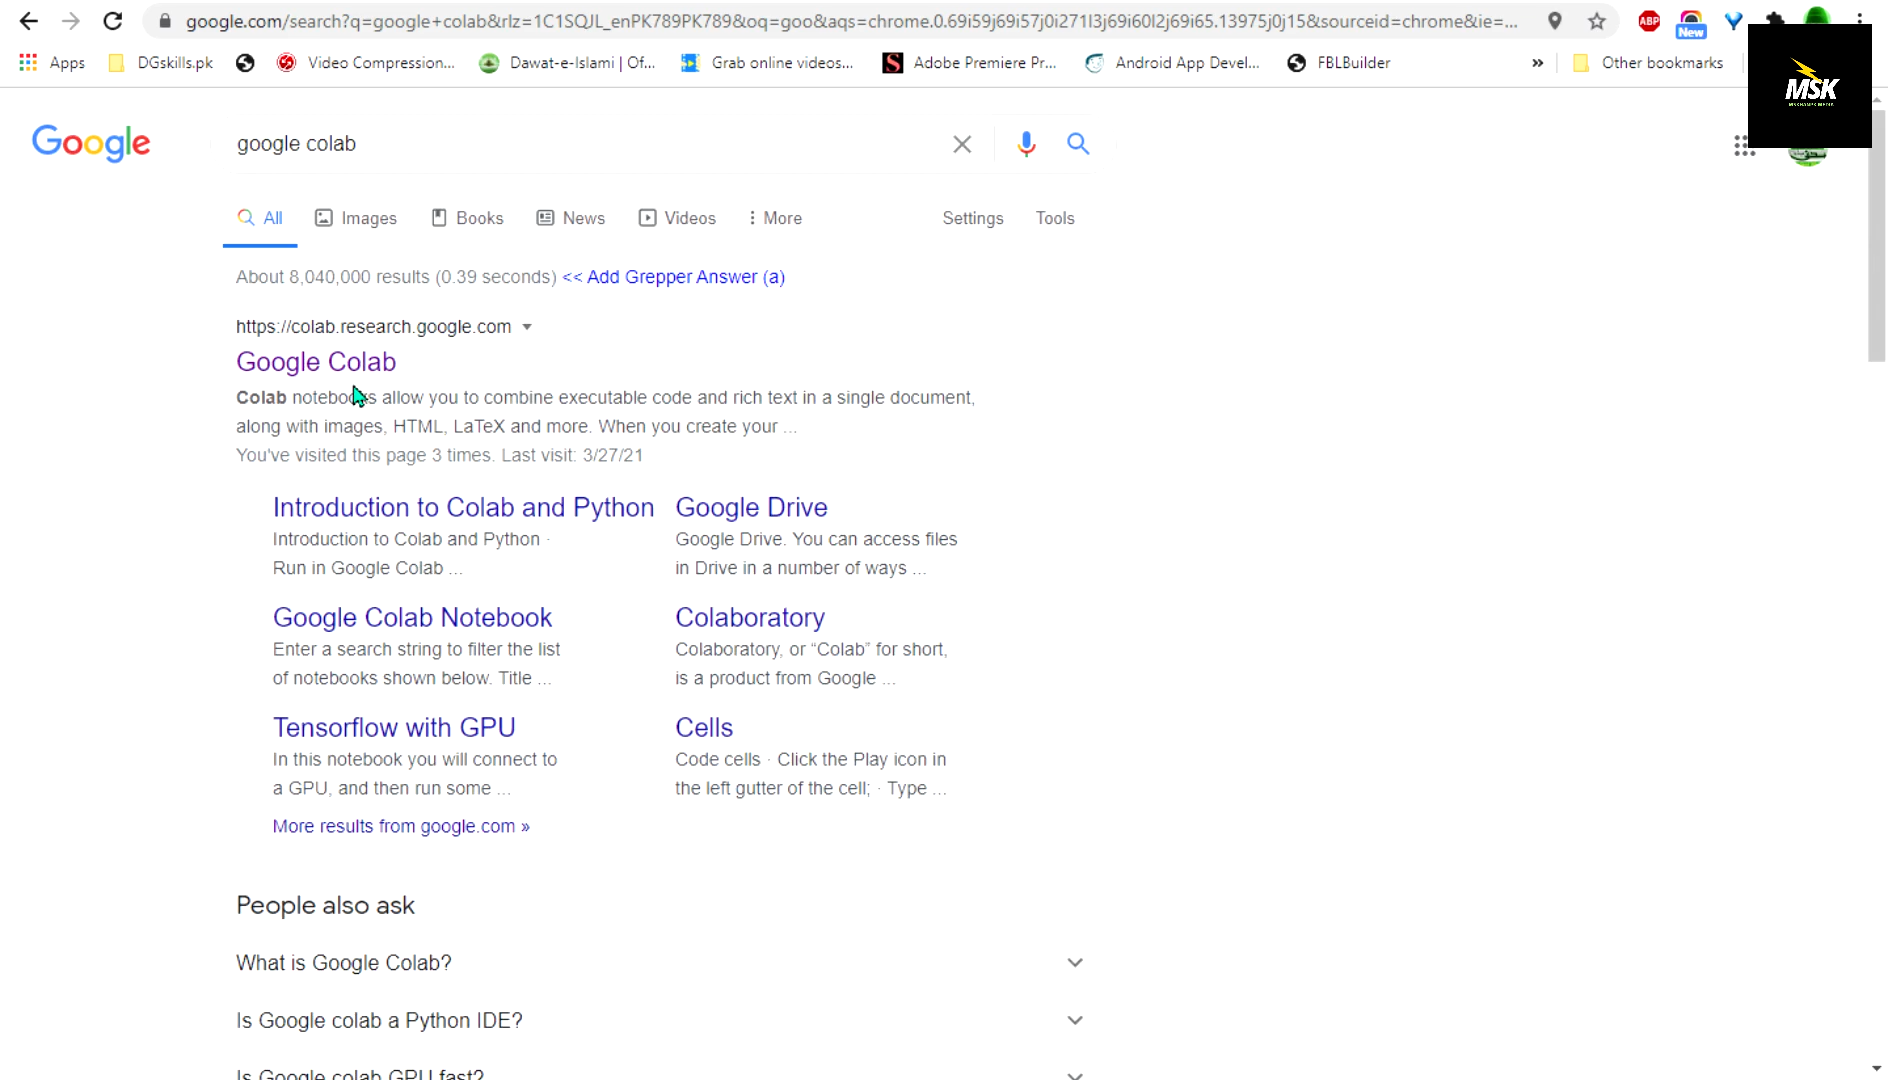 google.com/search?q=google+colab&rlz=1C1SQJL_enPK789PK789&oq=goo&aqs=chrome.0.69i59j69i57j0i271l3j69i60l2j69i65.13975j0j15&sourceid=chrome&ie=...
ABP
New
Apps
DGskills.pk
Video Compression...
Dawat-e-Islami | Of...
Grab online videos...
Adobe Premiere Pr...
Android App Devel...
FBLBuilder
»
Other bookmarks
MSK
Google
google colab
All
Images
Books
News
Videos
More
Settings
Tools
About 8,040,000 results (0.39 seconds) << Add Grepper Answer (a)
https://colab.research.google.com
Google Colab
Colab notebooks allow you to combine executable code and rich text in a single document,
along with images, HTML, LaTeX and more. When you create your ...
You've visited this page 3 times. Last visit: 3/27/21
Introduction to Colab and Python
Introduction to Colab and Python ·
Run in Google Colab ...
Google Drive
Google Drive. You can access files
in Drive in a number of ways ...
Google Colab Notebook
Enter a search string to filter the list
of notebooks shown below. Title ...
Colaboratory
Colaboratory, or “Colab” for short,
is a product from Google ...
Tensorflow with GPU
In this notebook you will connect to
a GPU, and then run some ...
Cells
Code cells · Click the Play icon in
the left gutter of the cell; · Type ...
More results from google.com »
People also ask
What is Google Colab?
Is Google colab a Python IDE?
Is Google colab GPU fast?